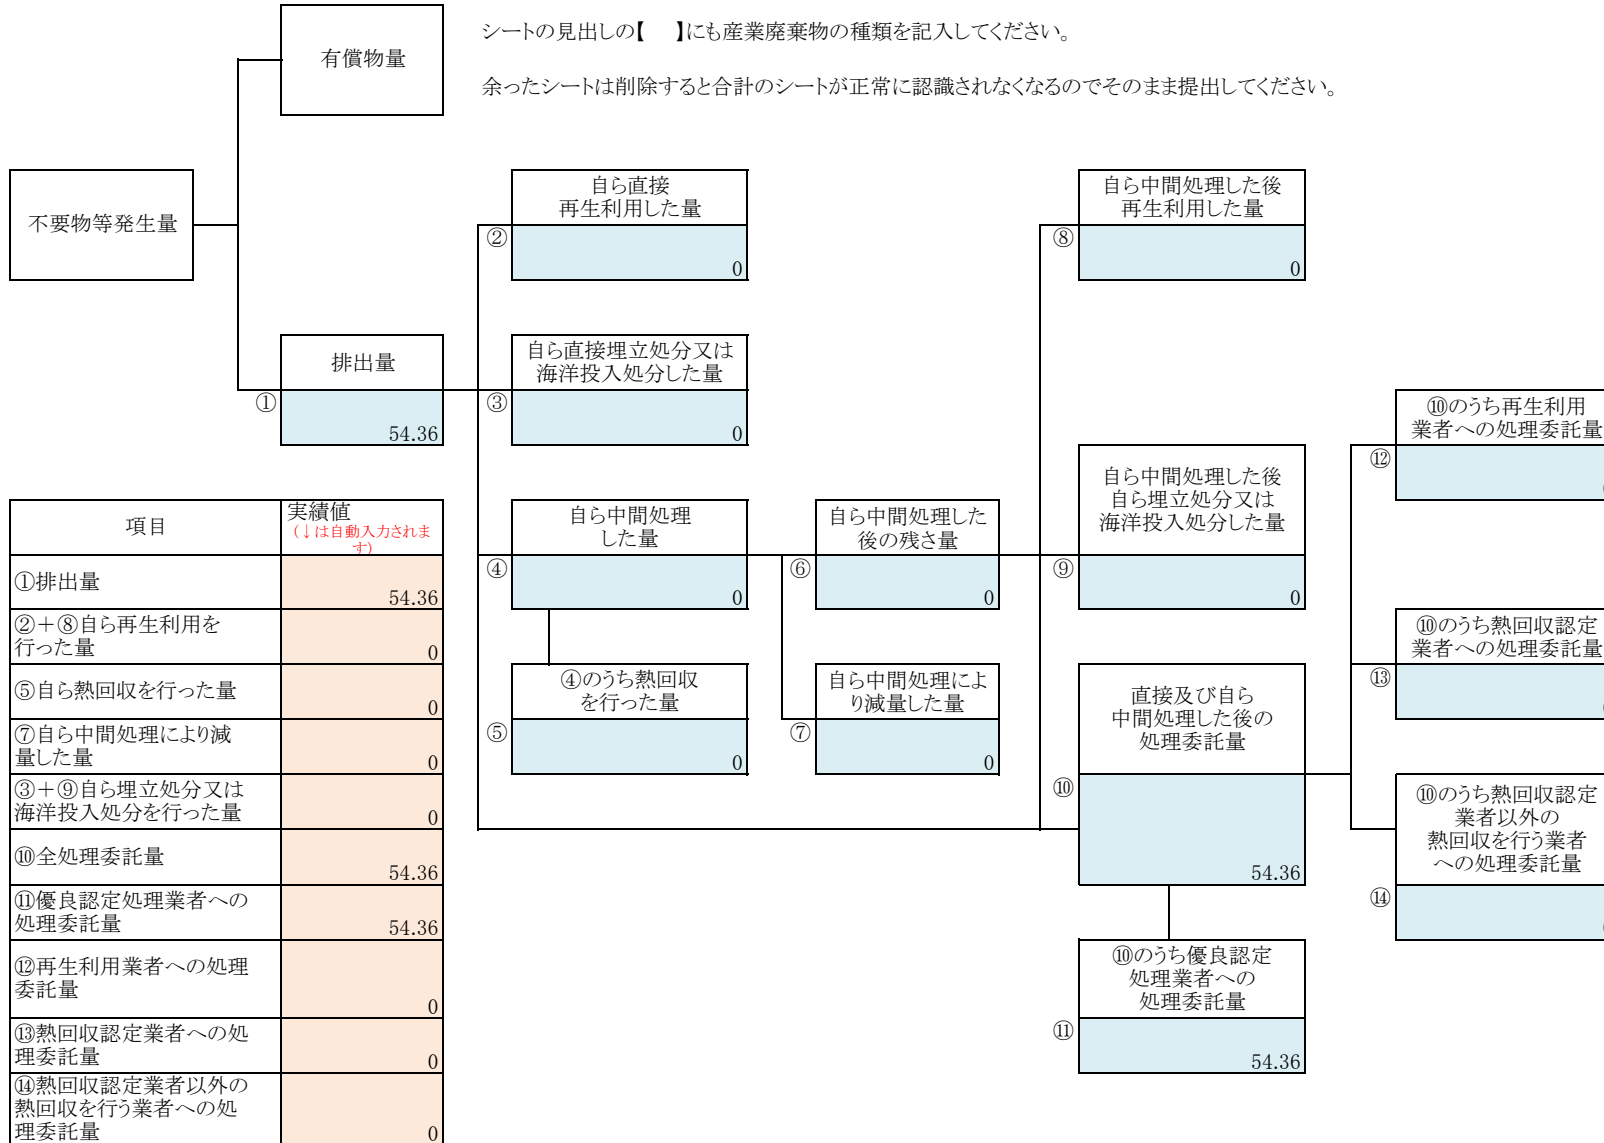 有償物量
シートの見出しの【　】にも産業廃棄物の種類を記入してください。
余ったシートは削除すると合計のシートが正常に認識されなくなるのでそのまま提出してください。
不要物等発生量
自ら直接
再生利用した量
②
0
自ら中間処理した後
再生利用した量
⑧
0
排出量
①
54.36
自ら直接埋立処分又は
海洋投入処分した量
③
0
⑩のうち再生利用
業者への処理委託量
⑫
自ら中間処理
した量
④
0
自ら中間処理した
後の残さ量
⑥
0
自ら中間処理した後
自ら埋立処分又は
海洋投入処分した量
⑨
0
⑩のうち熱回収認定
業者への処理委託量
⑬
④のうち熱回収
を行った量
⑤
0
自ら中間処理によ
り減量した量
⑦
0
直接及び自ら
中間処理した後の
処理委託量
⑩
54.36
⑩のうち熱回収認定
業者以外の
熱回収を行う業者
への処理委託量
⑭
⑩のうち優良認定
処理業者への
処理委託量
⑪
54.36
項目
実績値
(↓は自動入力されま
す)
①排出量
54.36
②＋⑧自ら再生利用を
行った量
0
⑤自ら熱回収を行った量
0
⑦自ら中間処理により減
量した量
0
③＋⑨自ら埋立処分又は
海洋投入処分を行った量
0
⑩全処理委託量
54.36
⑪優良認定処理業者への
処理委託量
54.36
⑫再生利用業者への処理
委託量
0
⑬熱回収認定業者への処
理委託量
0
⑭熱回収認定業者以外の
熱回収を行う業者への処
理委託量
0